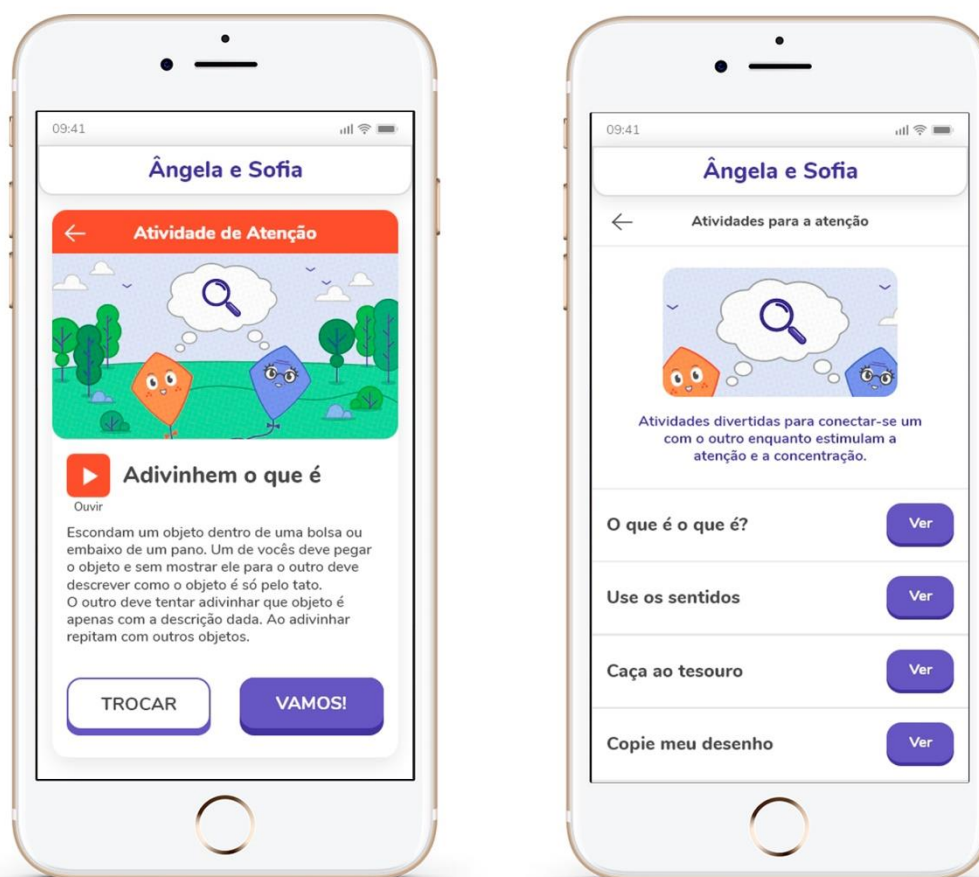 09:41
Ângela e Sofia
Atividade de Atenção
Adivinhem o que é
Ouvir
Escondam um objeto dentro de uma bolsa ou
embaixo de um pano. Um de vocês deve pegar
o objeto e sem mostrar ele para o outro deve
descrever como o objeto é só pelo tato.
O outro deve tentar adivinhar que objeto é
apenas com a descrição dada. Ao adivinhar
repitam com outros objetos.
TROCAR
VAMOS!
09:41
Ângela e Sofia
Atividades para a atenção
Atividades divertidas para conectar-se um
com o outro enquanto estimulam a
atenção e a concentração.
O que é o que é?
Ver
Use os sentidos
Ver
Caça ao tesouro
Ver
Copie meu desenho
Ver